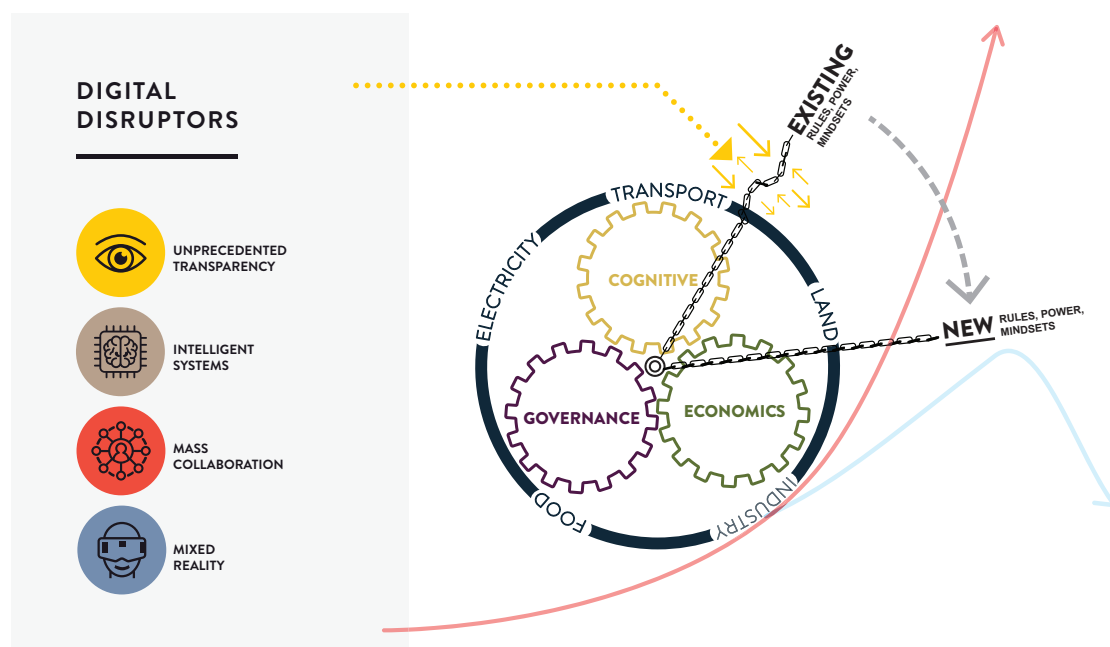 DIGITAL
DISRUPTORS
UNPRECEDENTED
TRANSPARENCY
INTELLIGENT
SYSTEMS
MASS
COLLABORATION
MIXED
REALITY
EXISTING
RULES, POWER,
MINDSETS
TRANSPORT
ELECTRICITY
LAND
COGNITIVE
NEW
RULES, POWER,
MINDSETS
GOVERNANCE
ECONOMICS
FOOD
INDUSTRY